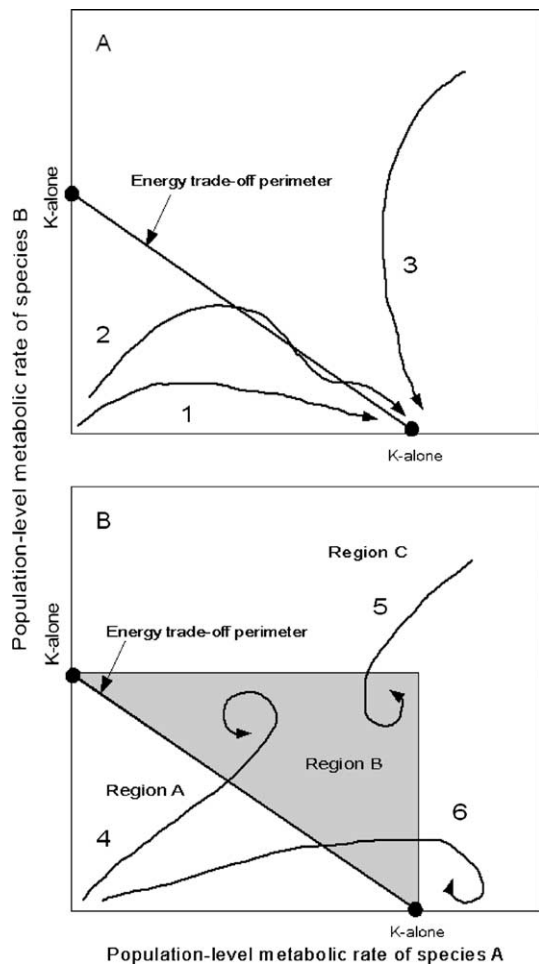 A
K-alone
Energy trade-off perimeter
3
2
1
K-alone
Population-level metabolic rate of species B
B
Region C
5
K-alone
Energy trade-off perimeter
Region B
Region A
6
4
K-alone
Population-level metabolic rate of species A